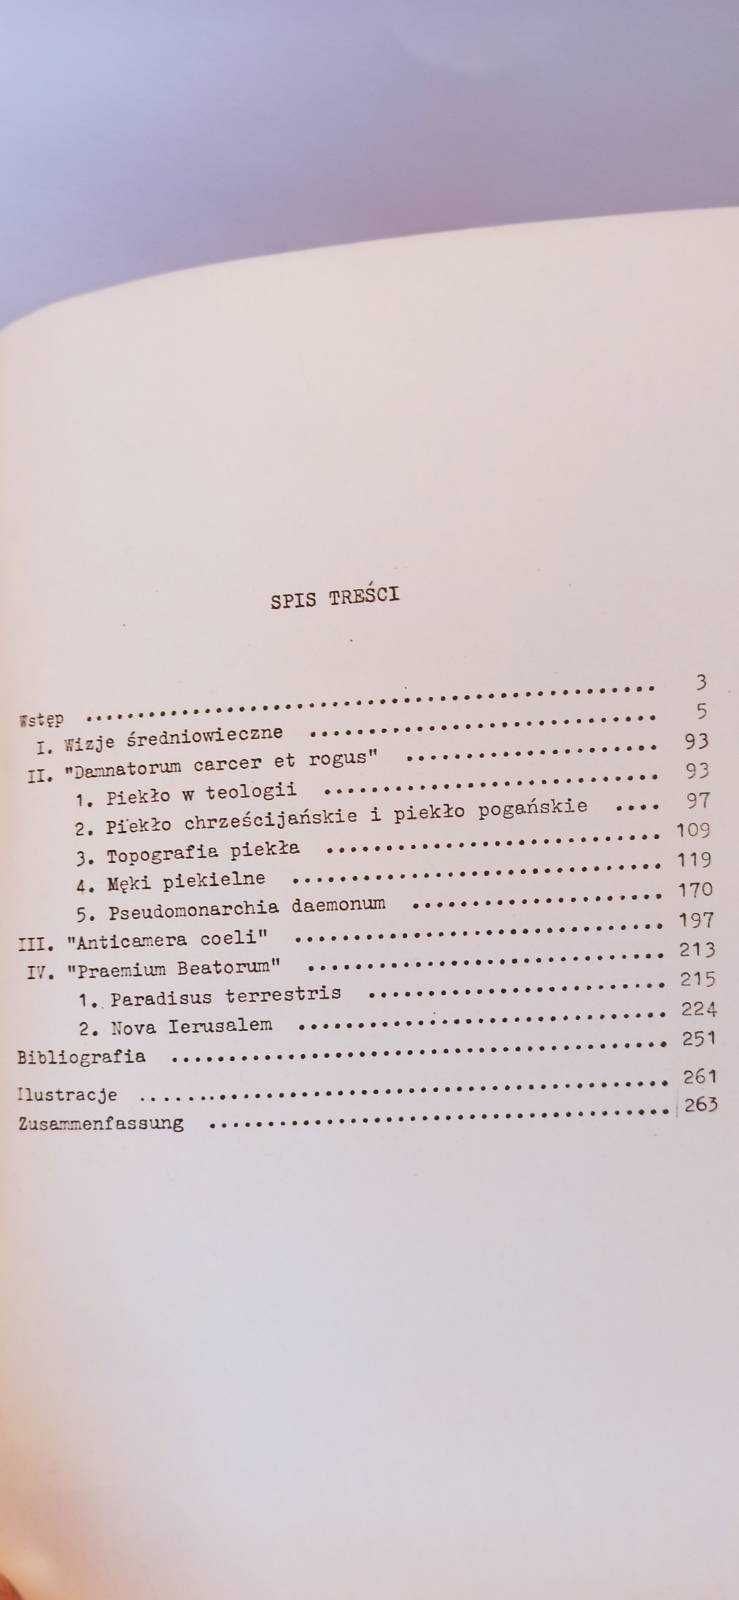 SPIS TREŚCI
Wstęp .................................................. 3
I. Wizje średniowieczne .............................. 5
II. "Damnatorum carcer et rogus" ...................... 93
1. Piekło w teologii ............................. 93
2. Piekło chrześcijańskie i piekło pogańskie .... 97
3. Topografia piekła ............................. 109
4. Męki piekielne ................................ 119
5. Pseudomonarchia daemonum ...................... 170
III. "Anticamera coeli" ................................ 197
IV. "Praemium Beatorum" ............................... 213
1. Paradisus terrestris .......................... 215
2. Nova Ierusalem ................................ 224
Bibliografia ........................................... 251
Ilustracje ............................................. 261
Zusammenfassung ........................................ 263